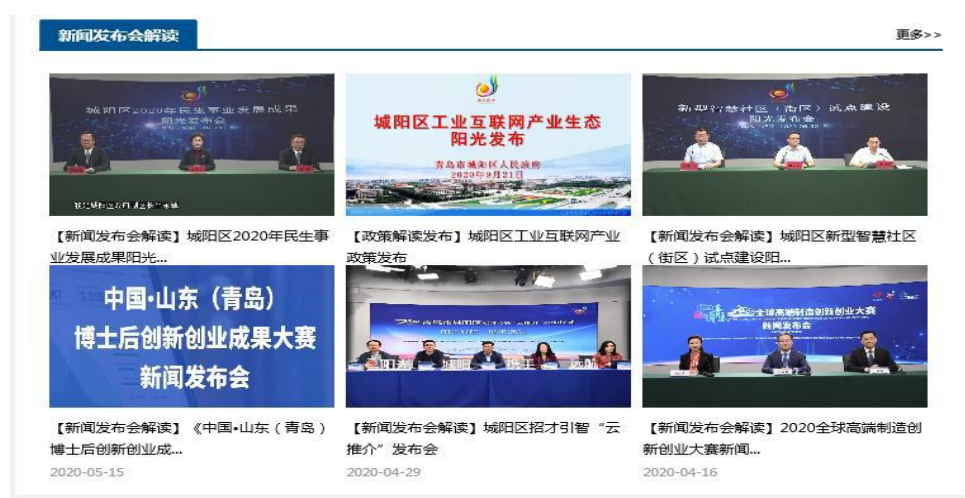 新闻发布会解读
更多>>
城阳区2020年民生事业发展成果
阳光发布会
城阳区工业互联网产业生态
阳光发布
青岛市城阳区人民政府
2020年9月21日
新型智慧社区（街区）试点建设
阳光发布会
【新闻发布会解读】城阳区2020年民生事
业发展成果阳光...
【政策解读发布】城阳区工业互联网产业
政策发布
【新闻发布会解读】城阳区新型智慧社区
（街区）试点建设阳...
中国·山东（青岛）
博士后创新创业成果大赛
新闻发布会
全球高端制造创新创业大赛
新闻发布会
【新闻发布会解读】《中国•山东（青岛）
博士后创新创业成...
2020-05-15
【新闻发布会解读】城阳区招才引智“云
推介”发布会
2020-04-29
【新闻发布会解读】2020全球高端制造创
新创业大赛新闻...
2020-04-16